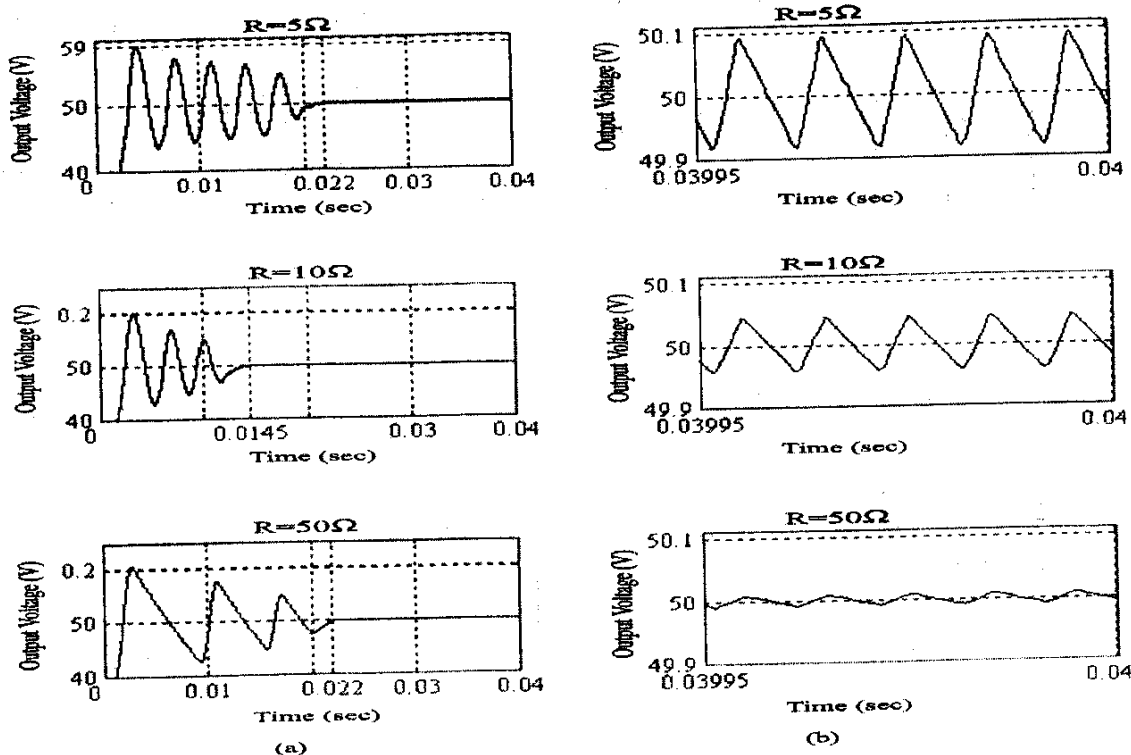 R=5Ω
Output Voltage (V)
59
50
40
0
0.01
0.022
0.03
0.04
Time (sec)
R=10Ω
Output Voltage (V)
0.2
50
40
0
0.0145
0.03
0.04
Time (sec)
R=50Ω
Output Voltage (V)
0.2
50
40
0
0.01
0.022
0.03
0.04
Time (sec)
(a)
R=5Ω
Output Voltage (V)
50.1
50
49.9
0.03995
0.04
Time (sec)
R=10Ω
Output Voltage (V)
50.1
50
49.9
0.03995
0.04
Time (sec)
R=50Ω
Output Voltage (V)
50.1
50
49.9
0.03995
0.04
Time (sec)
(b)